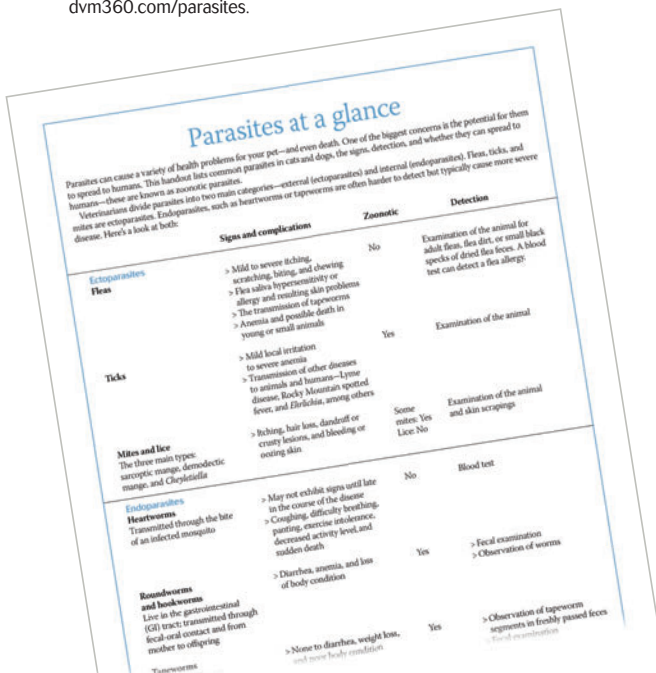 dvm360.com/parasites.
Parasites at a glance
Parasites can cause a variety of health problems for your pet—and even death. One of the biggest concerns is the potential for them
to spread to humans. This handout lists common parasites in cats and dogs, the signs, detection, and whether they can spread to
humans—these are known as zoonotic parasites.
Veterinarians divide parasites into two main categories—external (ectoparasites) and internal (endoparasites). Fleas, ticks, and
mites are ectoparasites. Endoparasites, such as heartworms or tapeworms are often harder to detect but typically cause more severe
disease. Here's a look at both:
Signs and complications
Zoonotic
Detection
Ectoparasites
Fleas
> Mild to severe itching,
scratching, biting, and chewing
> Flea saliva hypersensitivity or
allergy and resulting skin problems
> The transmission of tapeworms
> Anemia and possible death in
young or small animals
No
Examination of the animal for
adult fleas, flea dirt, or small black
specks of dried flea feces. A blood
test can detect a flea allergy.
Ticks
> Mild local irritation
to severe anemia
> Transmission of other diseases
to animals and humans—Lyme
disease, Rocky Mountain spotted
fever, and Ehrlichia, among others
Yes
Examination of the animal
Mites and lice
The three main types:
sarcoptic mange, demodectic
mange, and Cheyletiella
> Itching, hair loss, dandruff or
crusty lesions, and bleeding or
oozing skin
Some
mites: Yes
Lice: No
Examination of the animal
and skin scrapings
Endoparasites
Heartworms
Transmitted through the bite
of an infected mosquito
> May not exhibit signs until late
in the course of the disease
> Coughing, difficulty breathing,
panting, exercise intolerance,
decreased activity level, and
sudden death
No
Blood test
Roundworms
and hookworms
Live in the gastrointestinal
(GI) tract; transmitted through
fecal-oral contact and from
mother to offspring
> Diarrhea, anemia, and loss
of body condition
Yes
> Fecal examination
> Observation of worms
Tapeworms
> None to diarrhea, weight loss,
and poor body condition
Yes
> Observation of tapeworm
segments in freshly passed feces
> Fecal examination